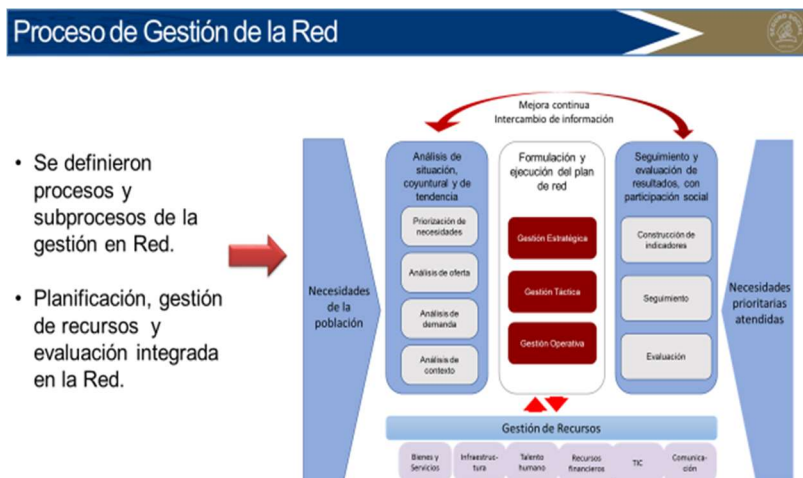 Proceso de Gestión de la Red
• Se definieron
procesos y
subprocesos de la
gestión en Red.
• Planificación, gestión
de recursos y
evaluación integrada
en la Red.
Mejora continua
Intercambio de información
Necesidades
de la
población
Análisis de
situación,
coyuntural y de
tendencia
Priorización de
necesidades
Análisis de oferta
Análisis de
demanda
Análisis de
contexto
Formulación y
ejecución del plan
de red
Gestión Estratégica
Gestión Táctica
Gestión Operativa
Seguimiento y
evaluación de
resultados, con
participación social
Construcción de
indicadores
Seguimiento
Evaluación
Necesidades
prioritarias
atendidas
Gestión de Recursos
Bienes y
Servicios
Infraestruc-
tura
Talento
humano
Recursos
financieros
TIC
Comunica-
ción